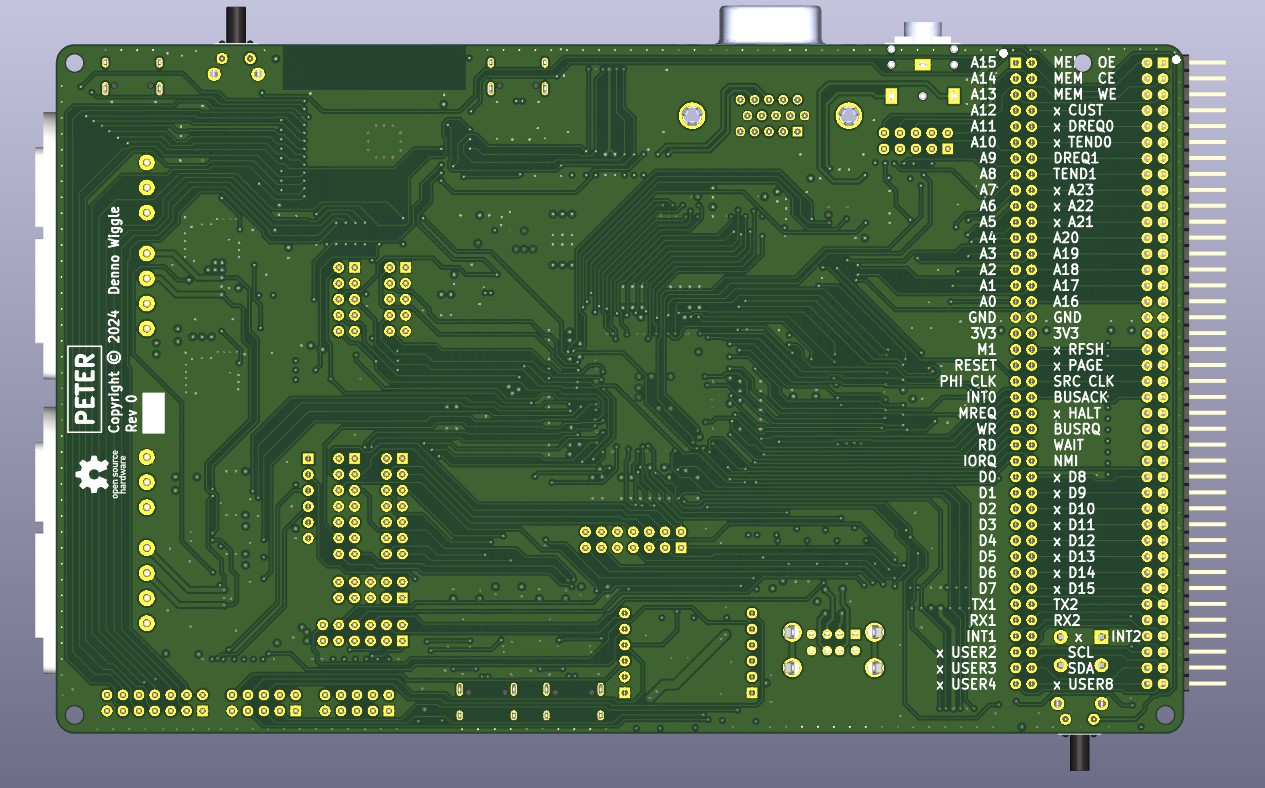 PETER
Copyright © 2024 Denno Wiggle
Rev 0
open source
hardware
A15 MEM OE
A14 MEM CE
A13 MEM WE
A12 x CUST
A11 x DREQ0
A10 x TEND0
A9 DREQ1
A8 TEND1
A7 x A23
A6 x A22
A5 x A21
A4 A20
A3 A19
A2 A18
A1 A17
A0 A16
GND GND
3V3 3V3
M1 x RFSH
RESET x PAGE
PHI CLK SRC CLK
INT0 BUSACK
MREQ x HALT
WR BUSRQ
RD WAIT
IORQ NMI
D0 x D8
D1 x D9
D2 x D10
D3 x D11
D4 x D12
D5 x D13
D6 x D14
D7 x D15
TX1 TX2
RX1 RX2
INT1 x INT2
x USER2 SCL
x USER3 SDA
x USER4 x USER8